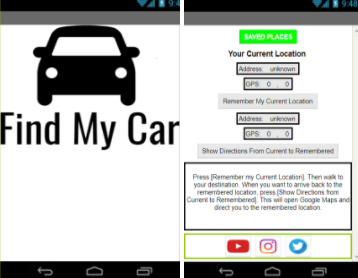 9:4
Find My Car
9:48
SAVED PLACES
Your Current Location
Address: unknown
GPS: 0 , 0
Remember My Current Location
Address: unknown
GPS: 0 , 0
Show Directions From Current to Remembered
Press [Remember my Current Location]. Then walk to
your destination. When you want to arrive back to the
remembered location, press [Show Directions from
Current to Remembered]. This will open Google Maps and
direct you to the remembered location.